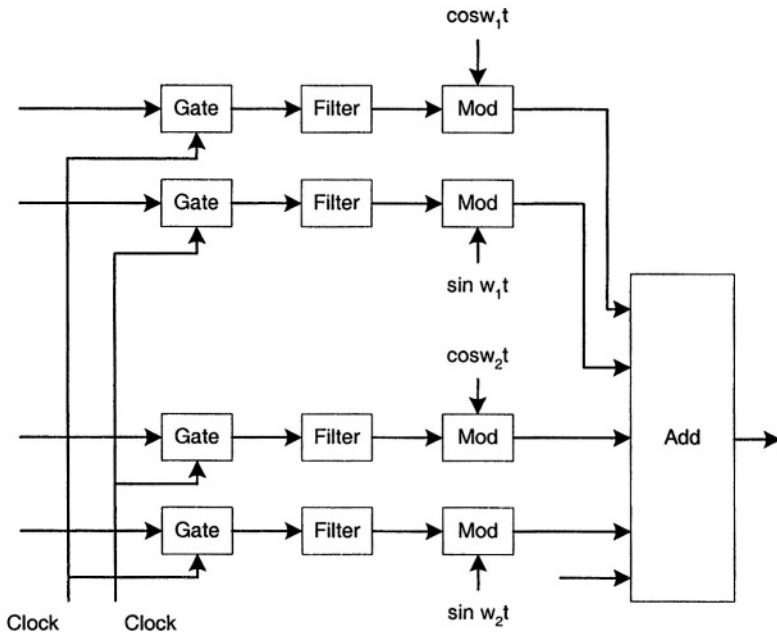 cosw₁t
Gate Filter Mod
Gate Filter Mod
sin w₁t
cosw₂t
Gate Filter Mod Add
Gate Filter Mod
Clock Clock sin w₂t